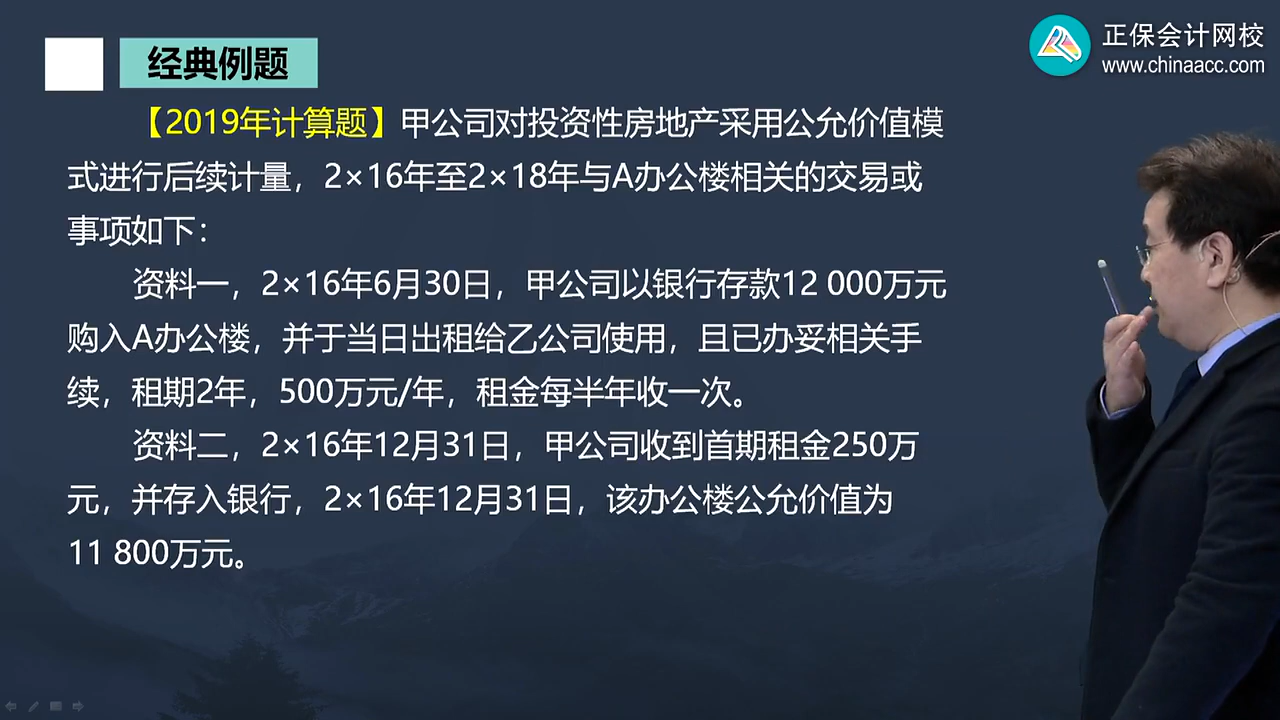 经典例题
正保会计网校
www.chinaacc.com
【2019年计算题】甲公司对投资性房地产采用公允价值模
式进行后续计量，2×16年至2×18年与A办公楼相关的交易或
事项如下：
资料一，2×16年6月30日，甲公司以银行存款12 000万元
购入A办公楼，并于当日出租给乙公司使用，且已办妥相关手
续，租期2年，500万元/年，租金每半年收一次。
资料二，2×16年12月31日，甲公司收到首期租金250万
元，并存入银行，2×16年12月31日，该办公楼公允价值为
11 800万元。